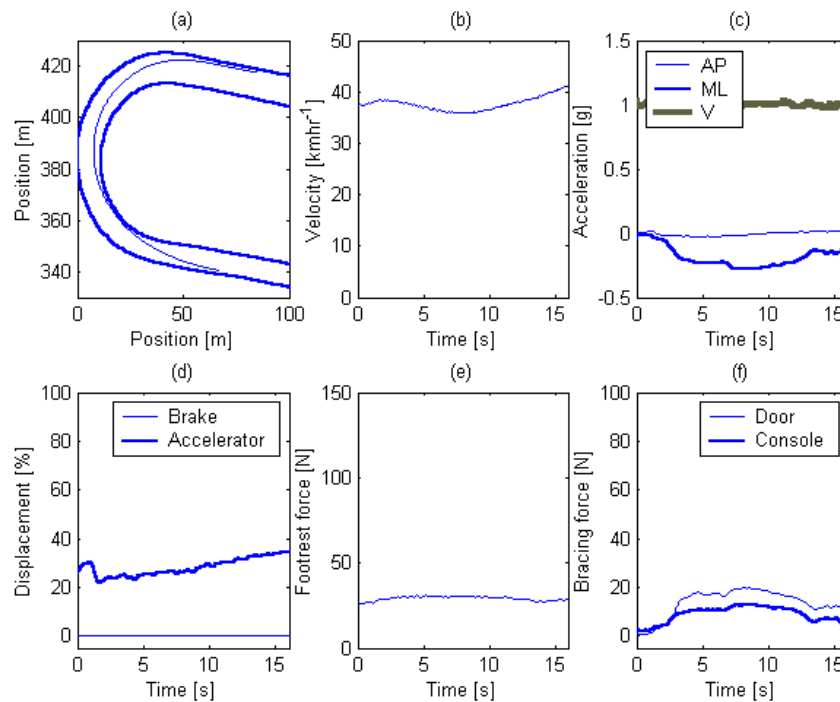 (a)
420
400
380
360
340
0
50
100
Position [m]
Position [m]
(b)
50
40
30
20
10
0
0
5
10
15
Velocity [kmhr-1]
Time [s]
(c)
AP
ML
V
1.5
1
0.5
0
-0.5
0
5
10
15
Acceleration [g]
Time [s]
(d)
Brake
Accelerator
100
80
60
40
20
0
0
5
10
15
Displacement [%]
Time [s]
(e)
150
100
50
0
0
5
10
15
Footrest force [N]
Time [s]
(f)
Door
Console
100
80
60
40
20
0
0
5
10
15
Bracing force [N]
Time [s]